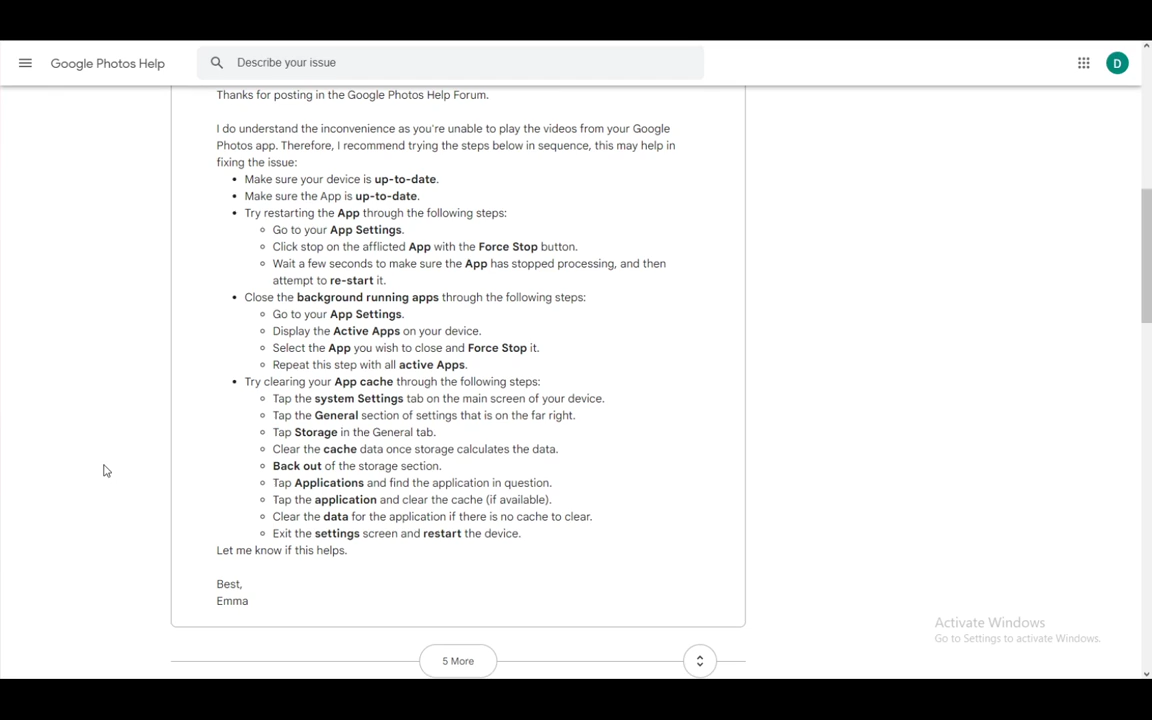 Google Photos Help
Describe your issue
D
Thanks for posting in the Google Photos Help Forum.
I do understand the inconvenience as you're unable to play the videos from your Google
Photos app. Therefore, I recommend trying the steps below in sequence, this may help in
fixing the issue:
• Make sure your device is up-to-date.
• Make sure the App is up-to-date.
• Try restarting the App through the following steps:
◦ Go to your App Settings.
◦ Click stop on the afflicted App with the Force Stop button.
◦ Wait a few seconds to make sure the App has stopped processing, and then
attempt to re-start it.
• Close the background running apps through the following steps:
◦ Go to your App Settings.
◦ Display the Active Apps on your device.
◦ Select the App you wish to close and Force Stop it.
◦ Repeat this step with all active Apps.
• Try clearing your App cache through the following steps:
◦ Tap the system Settings tab on the main screen of your device.
◦ Tap the General section of settings that is on the far right.
◦ Tap Storage in the General tab.
◦ Clear the cache data once storage calculates the data.
◦ Back out of the storage section.
◦ Tap Applications and find the application in question.
◦ Tap the application and clear the cache (if available).
◦ Clear the data for the application if there is no cache to clear.
◦ Exit the settings screen and restart the device.
Let me know if this helps.
Best,
Emma
5 More
Activate Windows
Go to Settings to activate Windows.